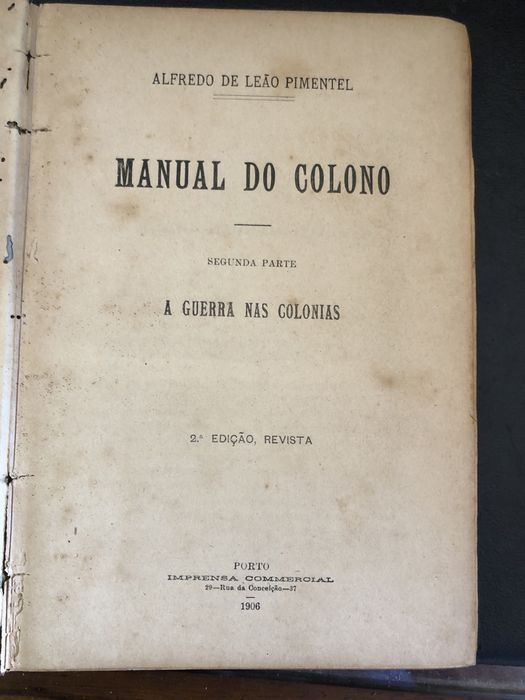 ALFREDO DE LEÃO PIMENTEL
MANUAL DO COLONO
SEGUNDA PARTE
A GUERRA NAS COLONIAS
2.ª EDIÇÃO, REVISTA
PORTO
IMPRENSA COMMERCIAL
29—Rua da Conceição—37
1906